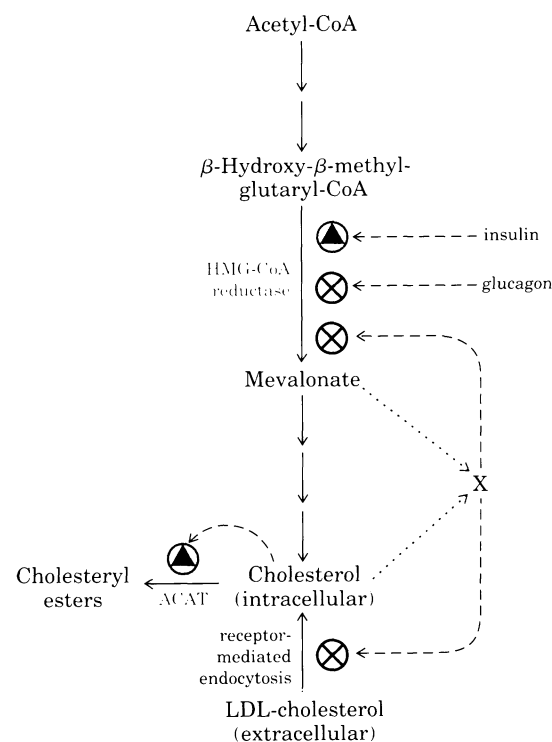 Acetyl-CoA
β-Hydroxy-β-methyl-
glutaryl-CoA
insulin
HMG-CoA
reductase
glucagon
Mevalonate
X
Cholesteryl
esters
ACAT
Cholesterol
(intracellular)
receptor-
mediated
endocytosis
LDL-cholesterol
(extracellular)